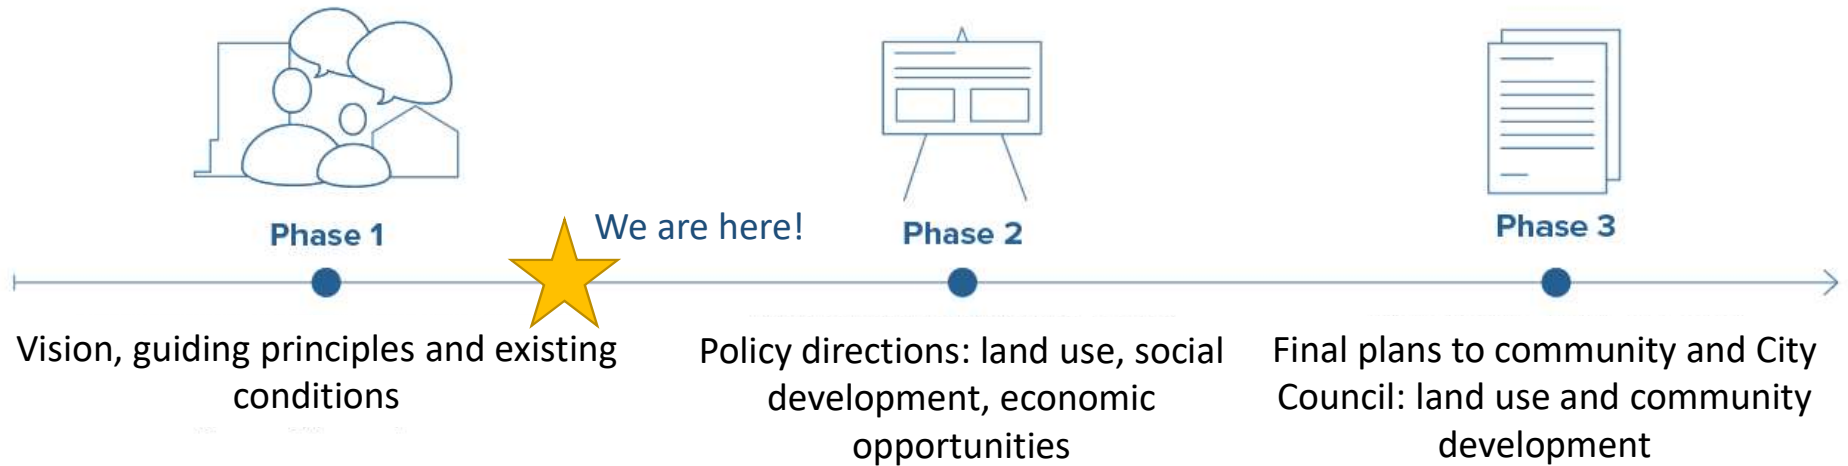 Phase 1
We are here!
Phase 2
Phase 3
Vision, guiding principles and existing
conditions
Policy directions: land use, social
development, economic
opportunities
Final plans to community and City
Council: land use and community
development